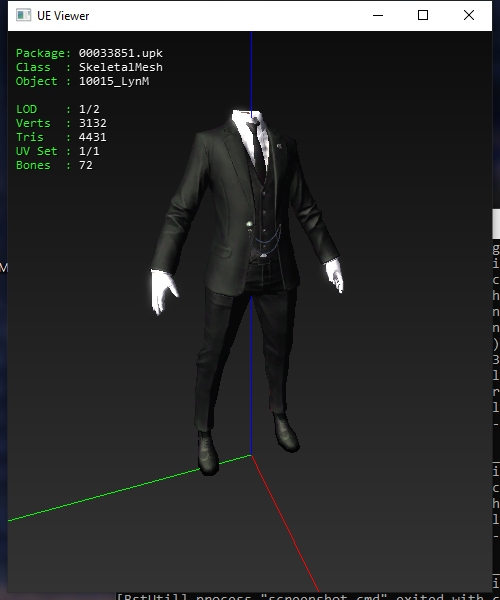 UE Viewer
Package: 00033851.upk
Class : SkeletalMesh
Object : 10015_LynM
LOD : 1/2
Verts : 3132
Tris : 4431
UV Set : 1/1
Bones : 72
M
g
i
c
h
n
n
)
3
l
r
l
-
i
c
h
l
-
i
[RstUtil] process "screenshot.cmd" exited with c